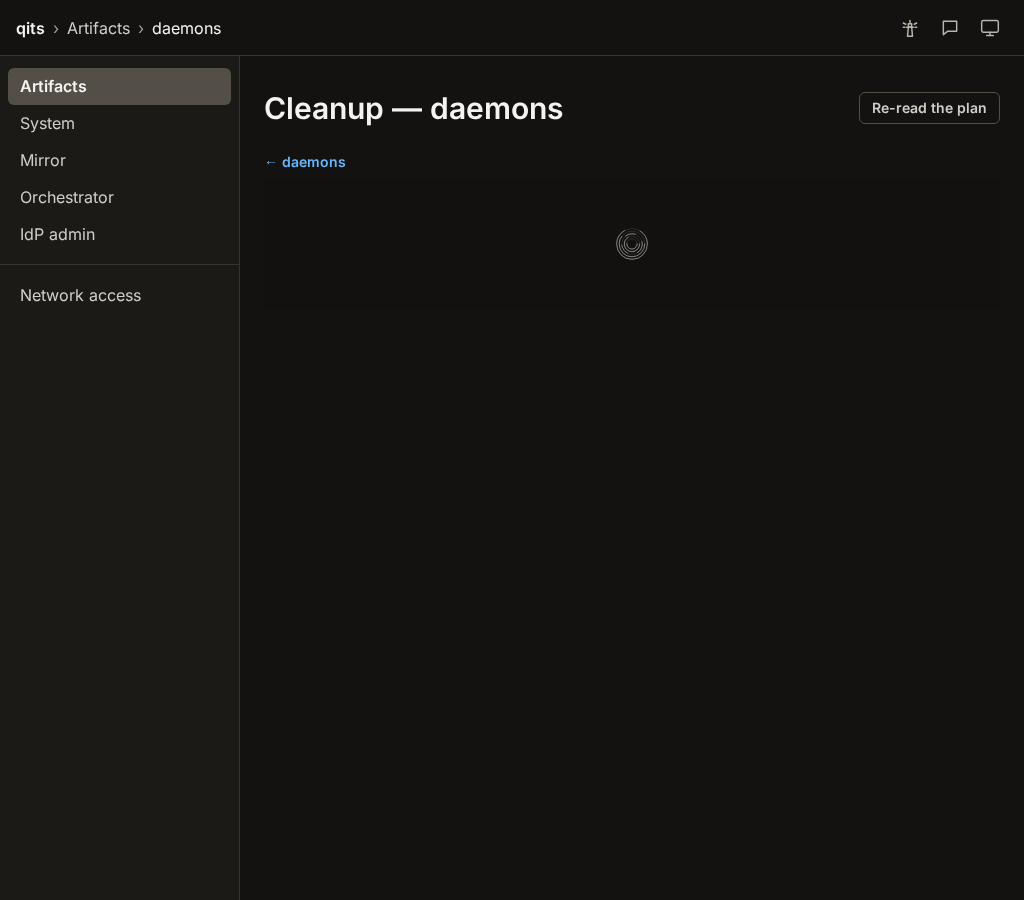 qits › Artifacts › daemons
Artifacts
System
Mirror
Orchestrator
IdP admin
Network access
Cleanup — daemons
Re-read the plan
← daemons